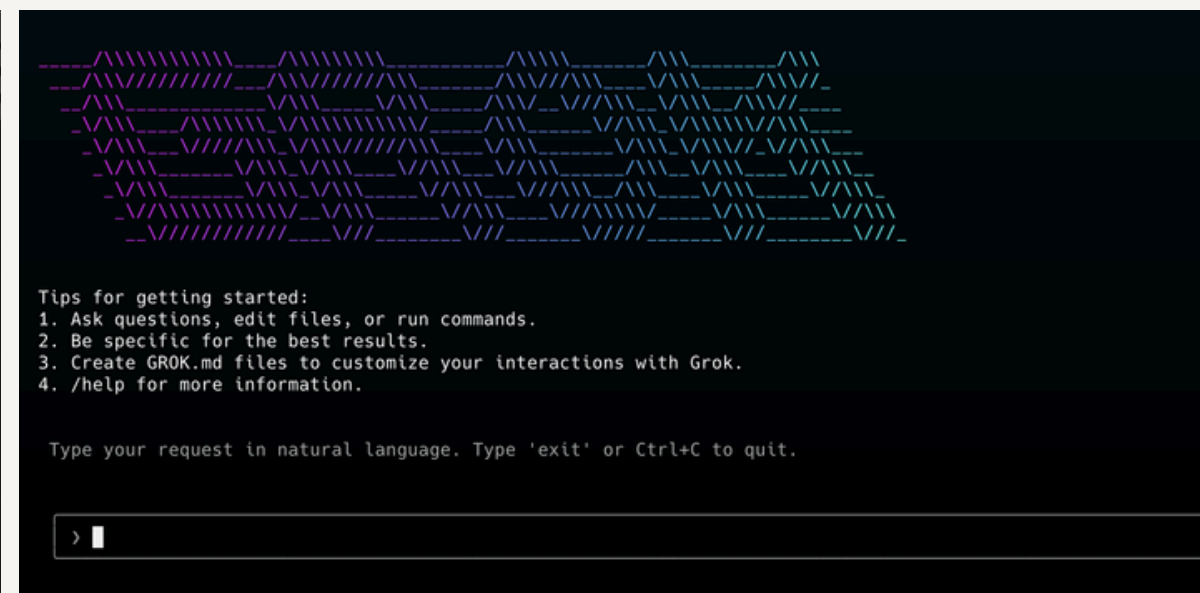 GROK
Tips for getting started:
1. Ask questions, edit files, or run commands.
2. Be specific for the best results.
3. Create GROK.md files to customize your interactions with Grok.
4. /help for more information.
Type your request in natural language. Type 'exit' or Ctrl+C to quit.
❯